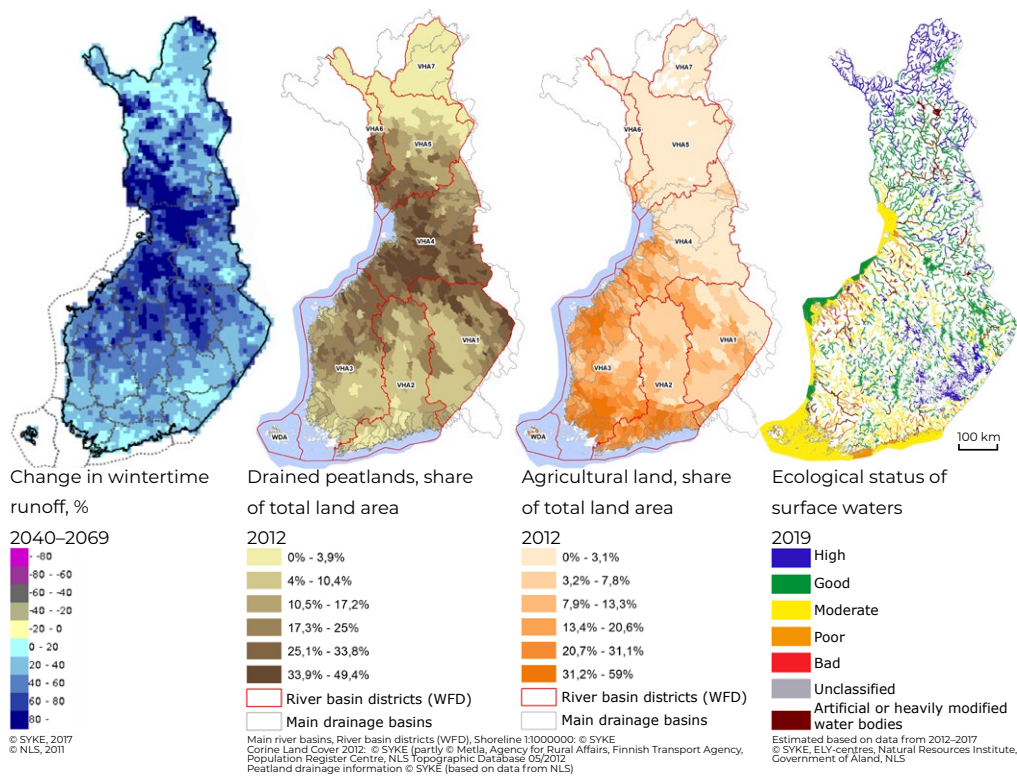 VHA7
VHA6
VHA5
VHA4
VHA1
VHA3
VHA2
WDA
VHA7
VHA6
VHA5
VHA4
VHA1
VHA3
VHA2
WDA
100 km
Change in wintertime
runoff, %
2040–2069
- -80
-80 - -60
-60 - -40
-40 - -20
-20 - 0
0 - 20
20 - 40
40 - 60
60 - 80
80 -
© SYKE, 2017
© NLS, 2011
Drained peatlands, share
of total land area
2012
0% - 3,9%
4% - 10,4%
10,5% - 17,2%
17,3% - 25%
25,1% - 33,8%
33,9% - 49,4%
River basin districts (WFD)
Main drainage basins
Agricultural land, share
of total land area
2012
0% - 3,1%
3,2% - 7,8%
7,9% - 13,3%
13,4% - 20,6%
20,7% - 31,1%
31,2% - 59%
River basin districts (WFD)
Main drainage basins
Main river basins, River basin districts (WFD), Shoreline 1:1000000: © SYKE
Corine Land Cover 2012: © SYKE (partly © Metla, Agency for Rural Affairs, Finnish Transport Agency,
Population Register Centre, NLS Topographic Database 05/2012
Peatland drainage information © SYKE (based on data from NLS)
Ecological status of
surface waters
2019
High
Good
Moderate
Poor
Bad
Unclassified
Artificial or heavily modified
water bodies
Estimated based on data from 2012–2017
© SYKE, ELY-centres, Natural Resources Institute,
Government of Aland, NLS